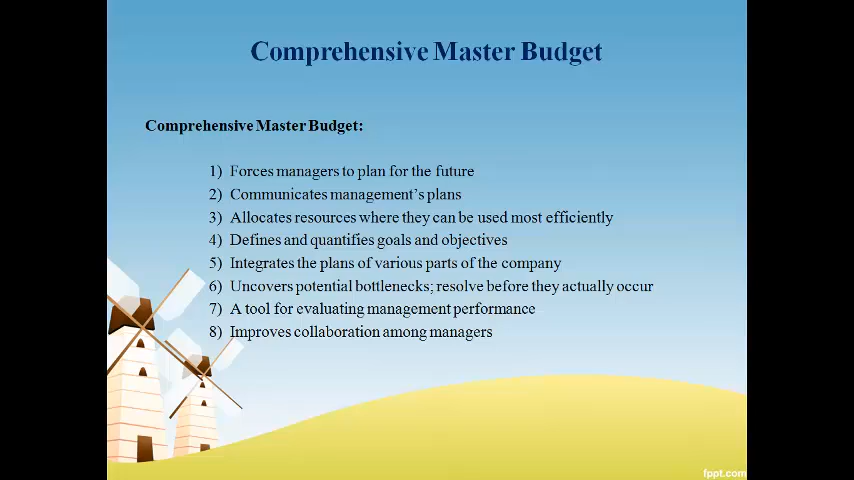 Comprehensive Master Budget
Comprehensive Master Budget:
1) Forces managers to plan for the future
2) Communicates management's plans
3) Allocates resources where they can be used most efficiently
4) Defines and quantifies goals and objectives
5) Integrates the plans of various parts of the company
6) Uncovers potential bottlenecks; resolve before they actually occur
7) A tool for evaluating management performance
8) Improves collaboration among managers
fppt.com